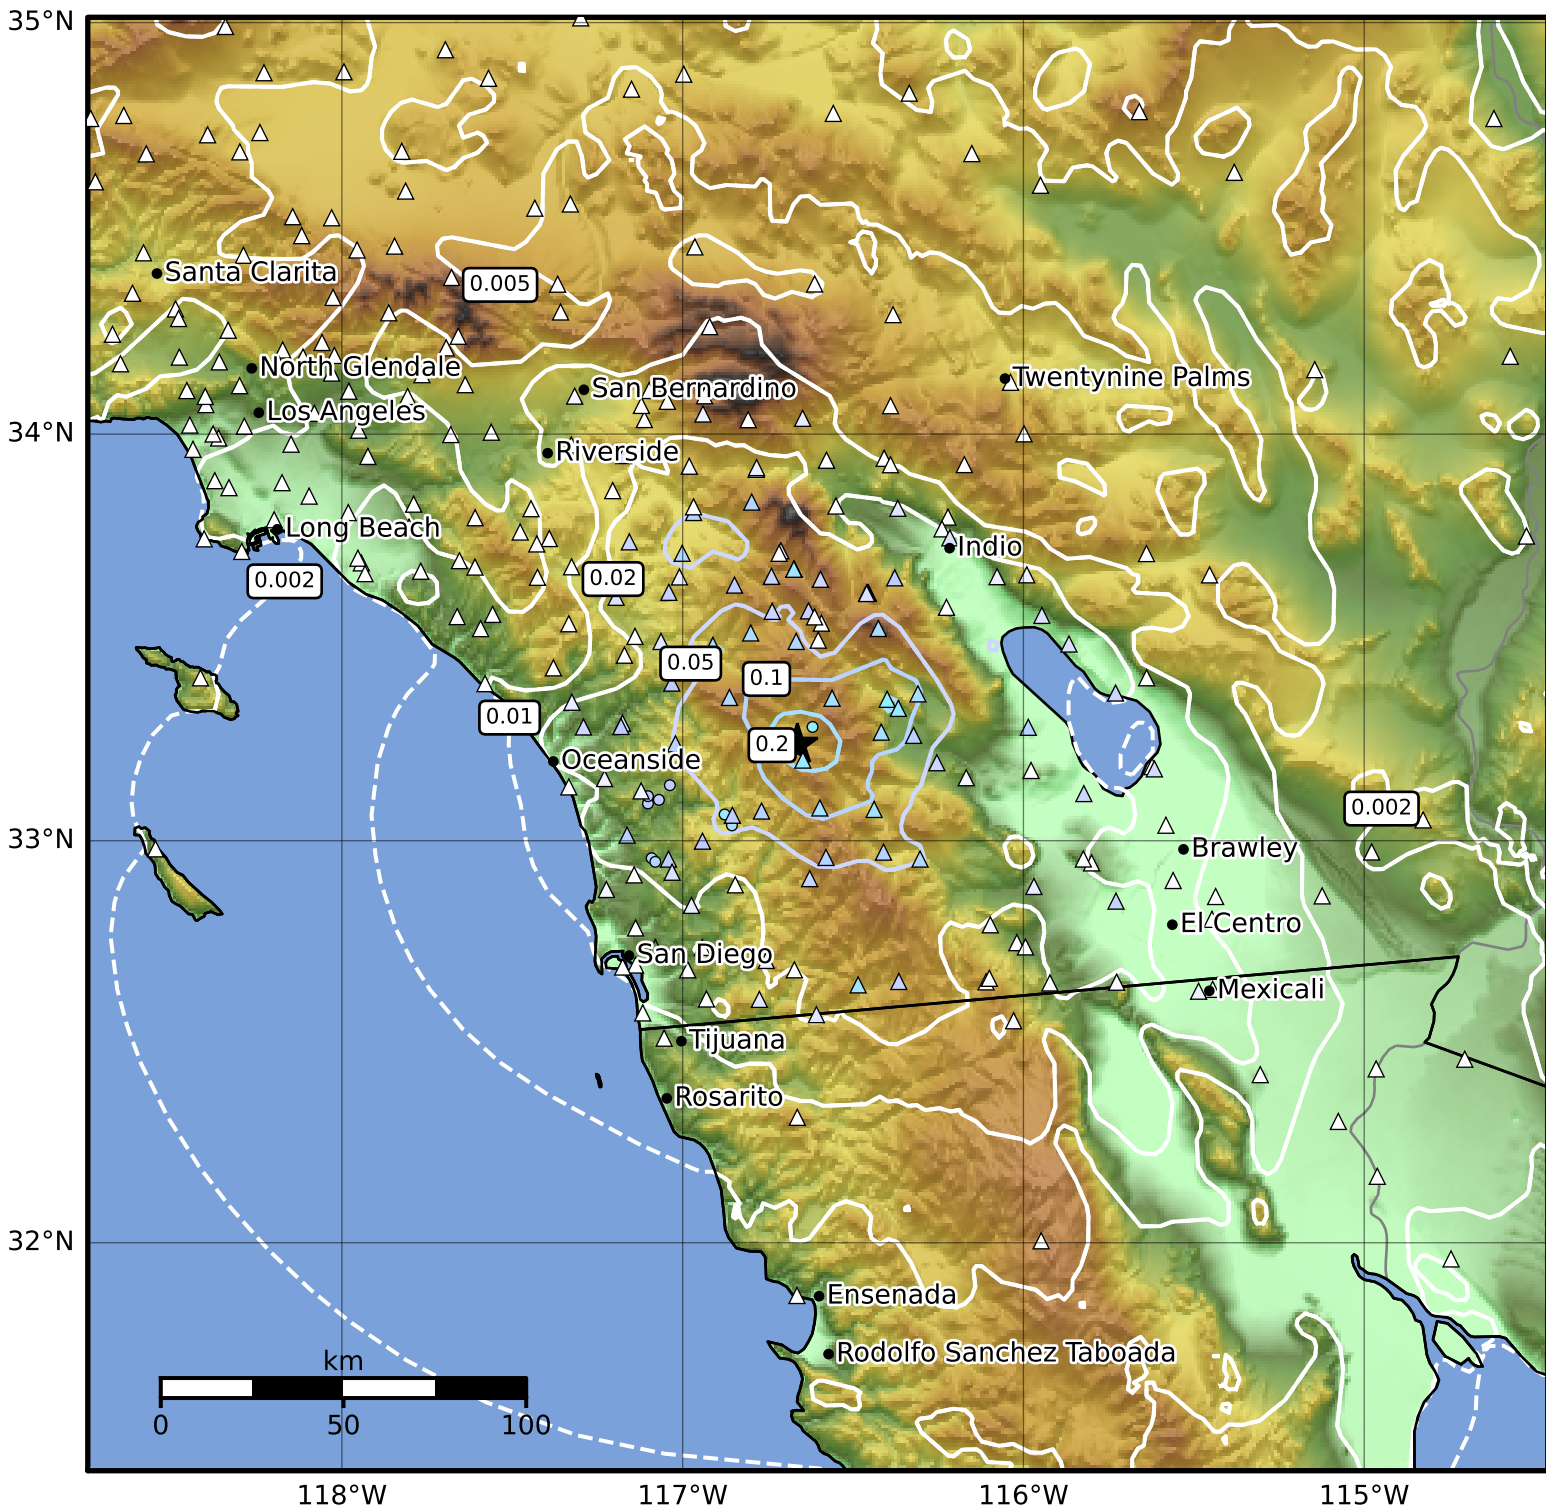 35°N
Santa Clarita
0.005
North Glendale
San Bernardino
Twentynine Palms
Los Angeles
34°N
Riverside
Long Beach
Indio
0.002
0.02
0.05
0.1
0.01
0.2
Oceanside
0.002
33°N
Brawley
El Centro
San Diego
Mexicali
Tijuana
Rosarito
32°N
Ensenada
Rodolfo Sanchez Taboada
km
0 50 100
118°W 117°W 116°W 115°W